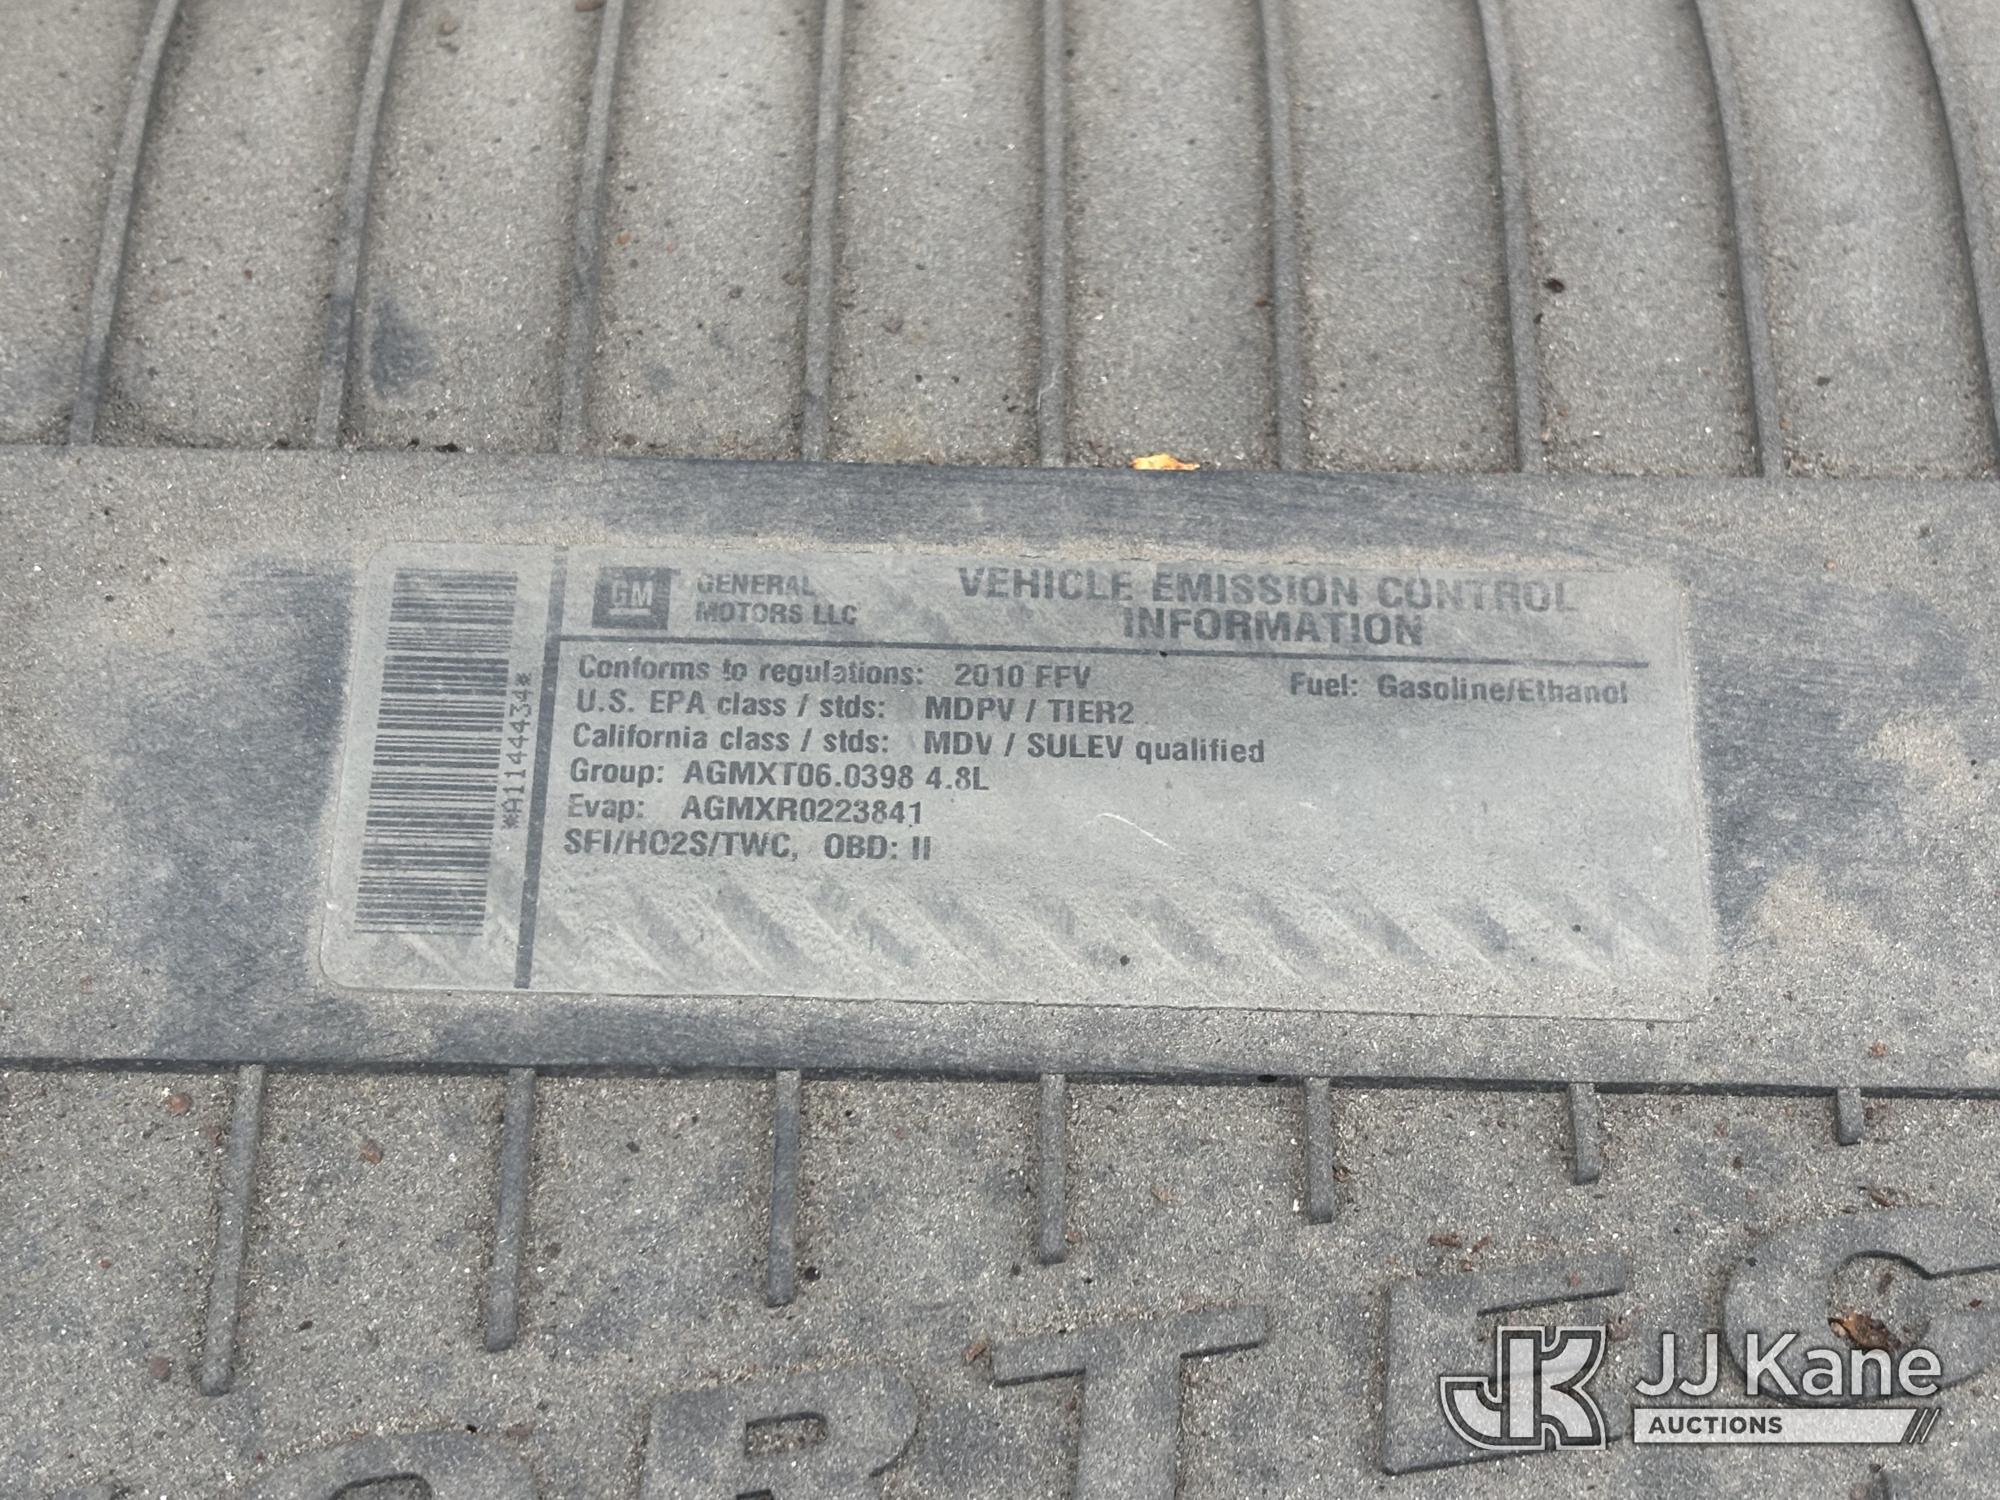 *A1144434*
GM
GENERAL
MOTORS LLC
VEHICLE EMISSION CONTROL
INFORMATION
Conforms to regulations: 2010 FFV
Fuel: Gasoline/Ethanol
U.S. EPA class / stds: MDPV / TIER2
California class / stds: MDV / SULEV qualified
Group: AGMXT06.0398 4.8L
Evap: AGMXR0223841
SFI/HO2S/TWC, OBD: II
ORTEC
JK
JJ Kane
AUCTIONS